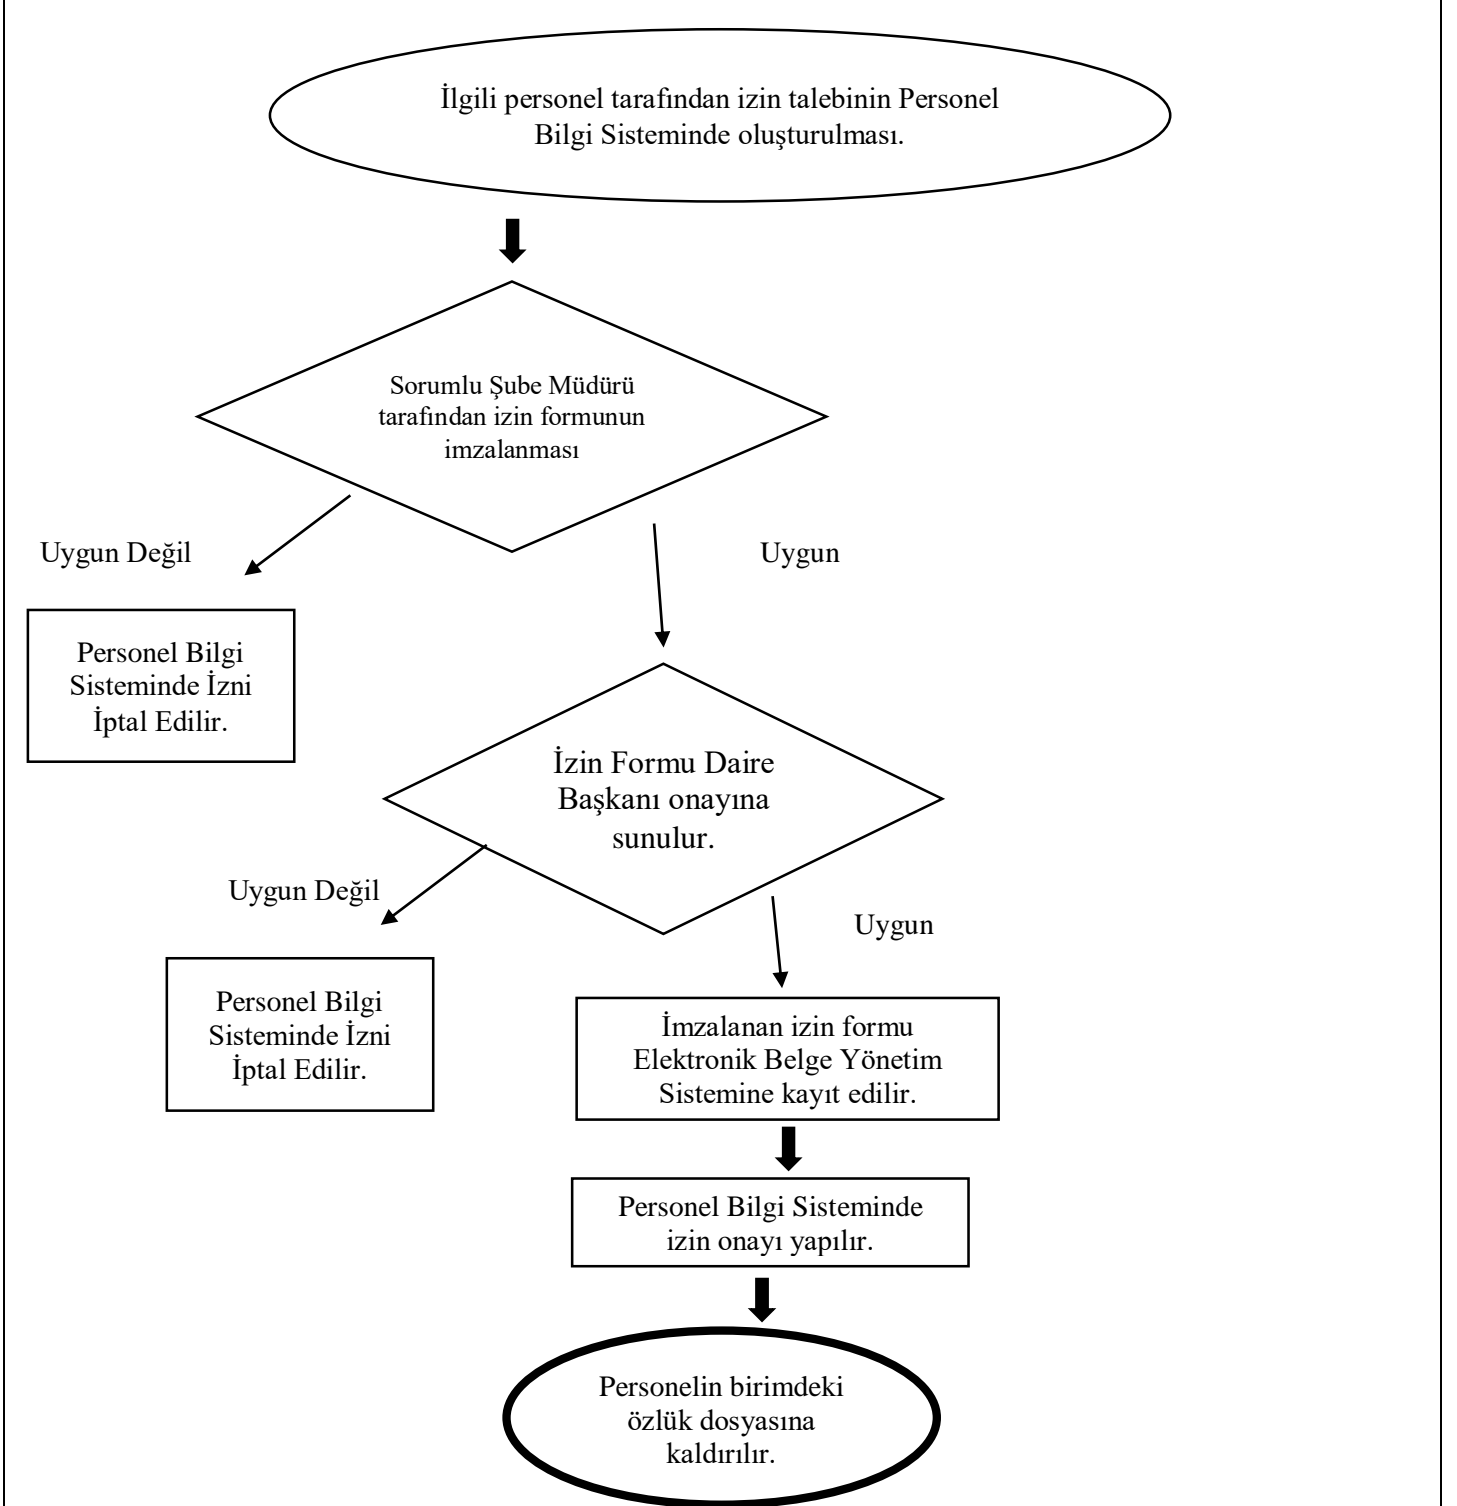 İlgili personel tarafından izin talebinin Personel
Bilgi Sisteminde oluşturulması.
Sorumlu Şube Müdürü
tarafından izin formunun
imzalanması
Uygun Değil
Uygun
Personel Bilgi
Sisteminde İzni
İptal Edilir.
İzin Formu Daire
Başkanı onayına
sunulur.
Uygun Değil
Uygun
Personel Bilgi
Sisteminde İzni
İptal Edilir.
İmzalanan izin formu
Elektronik Belge Yönetim
Sistemine kayıt edilir.
Personel Bilgi Sisteminde
izin onayı yapılır.
Personelin birimdeki
özlük dosyasına
kaldırılır.